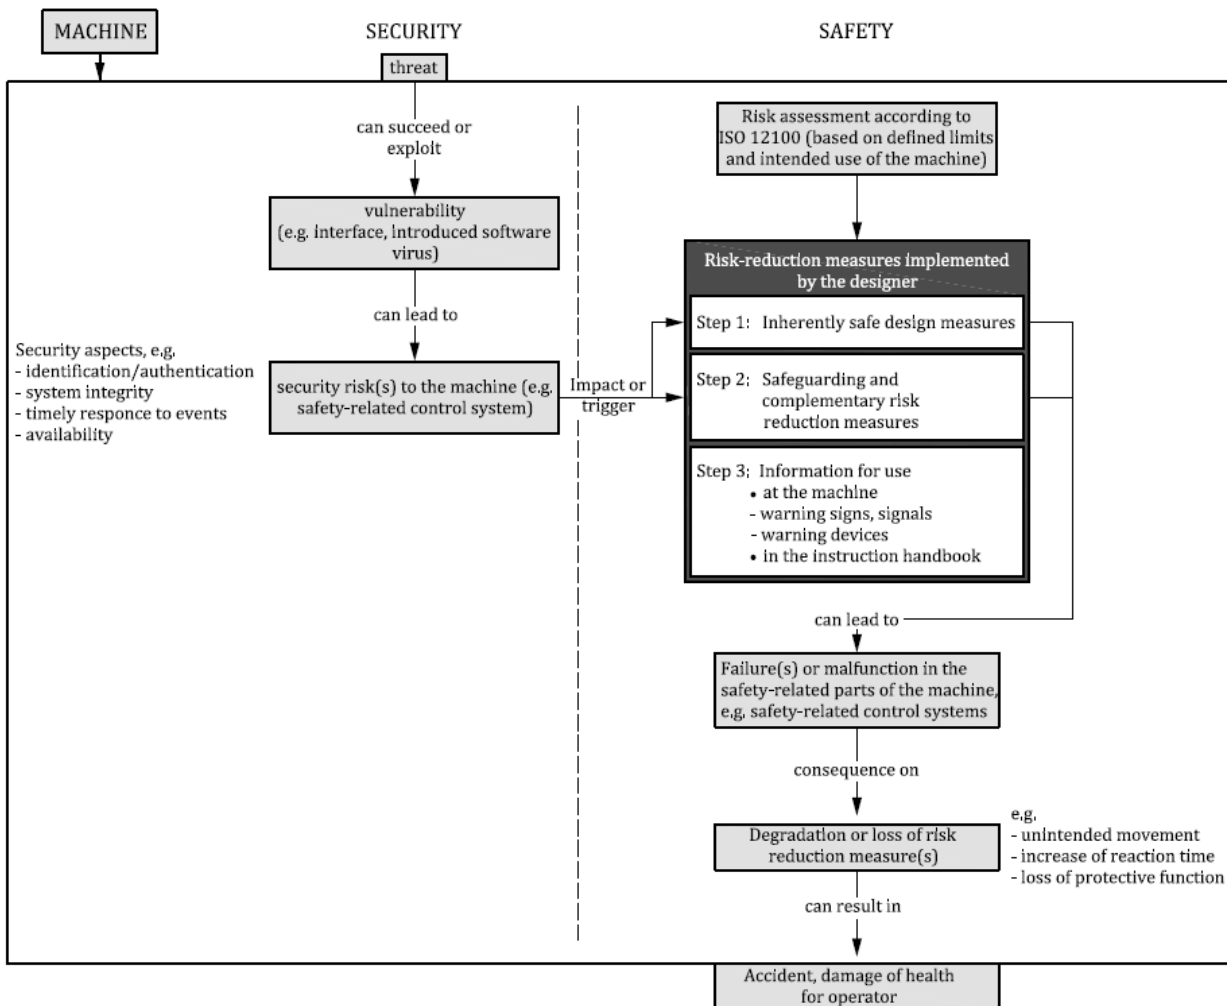 MACHINE
SECURITY
SAFETY
threat
can succeed or
exploit
vulnerability
(e.g. interface, introduced software
virus)
can lead to
Security aspects, e.g.
- identification/authentication
- system integrity
- timely responce to events
- availability
security risk(s) to the machine (e.g.
safety-related control system)
Impact or
trigger
Risk assessment according to
ISO 12100 (based on defined limits
and intended use of the machine)
Risk-reduction measures implemented
by the designer
Step 1: Inherently safe design measures
Step 2: Safeguarding and
complementary risk
reduction measures
Step 3: Information for use
• at the machine
- warning signs, signals
- warning devices
• in the instruction handbook
can lead to
Failure(s) or malfunction in the
safety-related parts of the machine,
e.g. safety-related control systems
consequence on
Degradation or loss of risk
reduction measure(s)
e.g.
- unintended movement
- increase of reaction time
- loss of protective function
can result in
Accident, damage of health
for operator